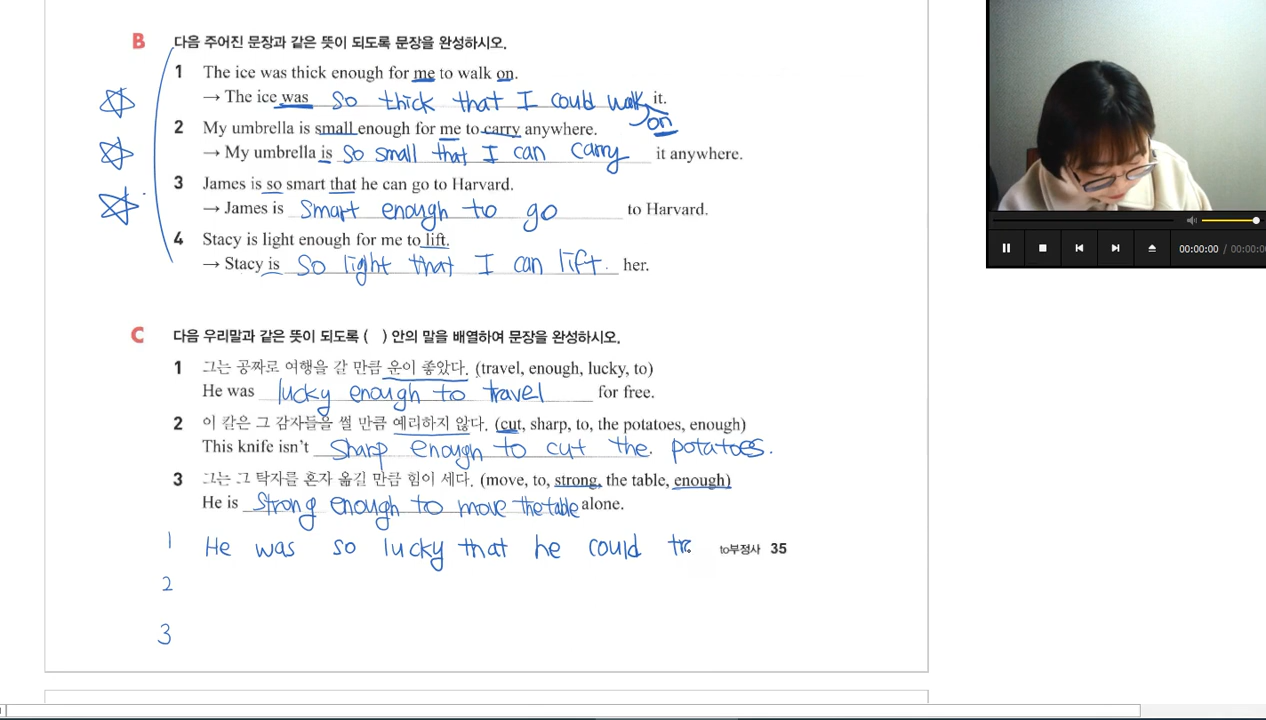 B 다음 주어진 문장과 같은 뜻이 되도록 문장을 완성하시오.
1 The ice was thick enough for me to walk on.
→ The ice was so thick that I could walk it.
on
2 My umbrella is small enough for me to carry anywhere.
→ My umbrella is so small that I can carry it anywhere.
3 James is so smart that he can go to Harvard.
→ James is smart enough to go to Harvard.
4 Stacy is light enough for me to lift.
→ Stacy is so light that I can lift. her.
C 다음 우리말과 같은 뜻이 되도록 ( ) 안의 말을 배열하여 문장을 완성하시오.
1 그는 공짜로 여행을 갈 만큼 운이 좋았다. (travel, enough, lucky, to)
He was lucky enough to travel for free.
2 이 칼은 그 감자들을 썰 만큼 예리하지 않다. (cut, sharp, to, the potatoes, enough)
This knife isn't sharp enough to cut the potatoes.
3 그는 그 탁자를 혼자 옮길 만큼 힘이 세다. (move, to, strong, the table, enough)
He is strong enough to move the table alone.
1 He was so lucky that he could tr
to부정사 35
2
3
00:00:00 / 00:00:0